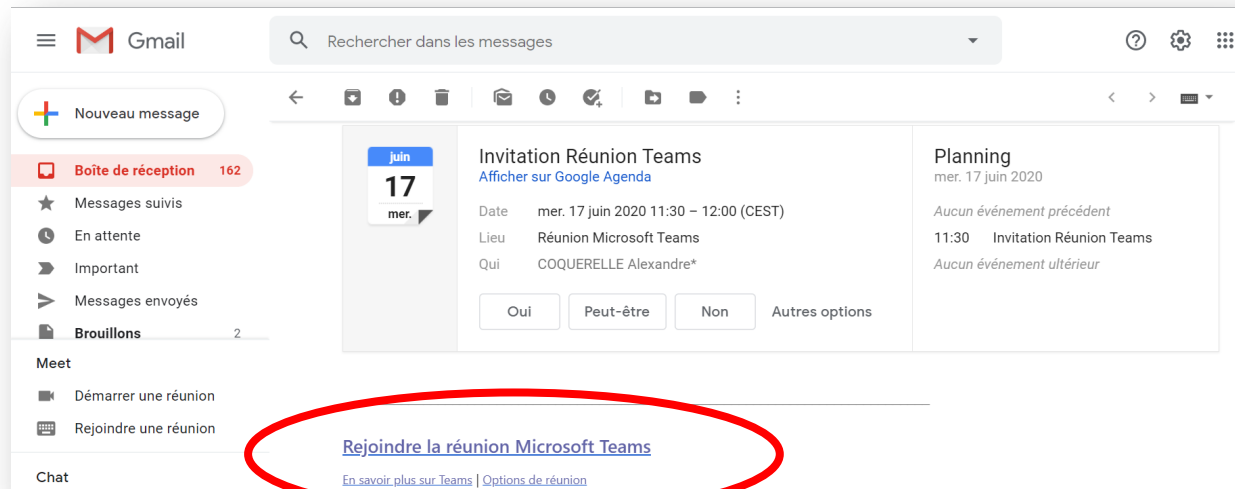 Gmail
Rechercher dans les messages
Nouveau message
Boîte de réception 162
Messages suivis
En attente
Important
Messages envoyés
Brouillons 2
Meet
Démarrer une réunion
Rejoindre une réunion
Chat
juin
17
mer.
Invitation Réunion Teams
Afficher sur Google Agenda
Date mer. 17 juin 2020 11:30 – 12:00 (CEST)
Lieu Réunion Microsoft Teams
Qui COQUERELLE Alexandre*
Oui Peut-être Non Autres options
Planning
mer. 17 juin 2020
Aucun événement précédent
11:30 Invitation Réunion Teams
Aucun événement ultérieur
Rejoindre la réunion Microsoft Teams
En savoir plus sur Teams | Options de réunion